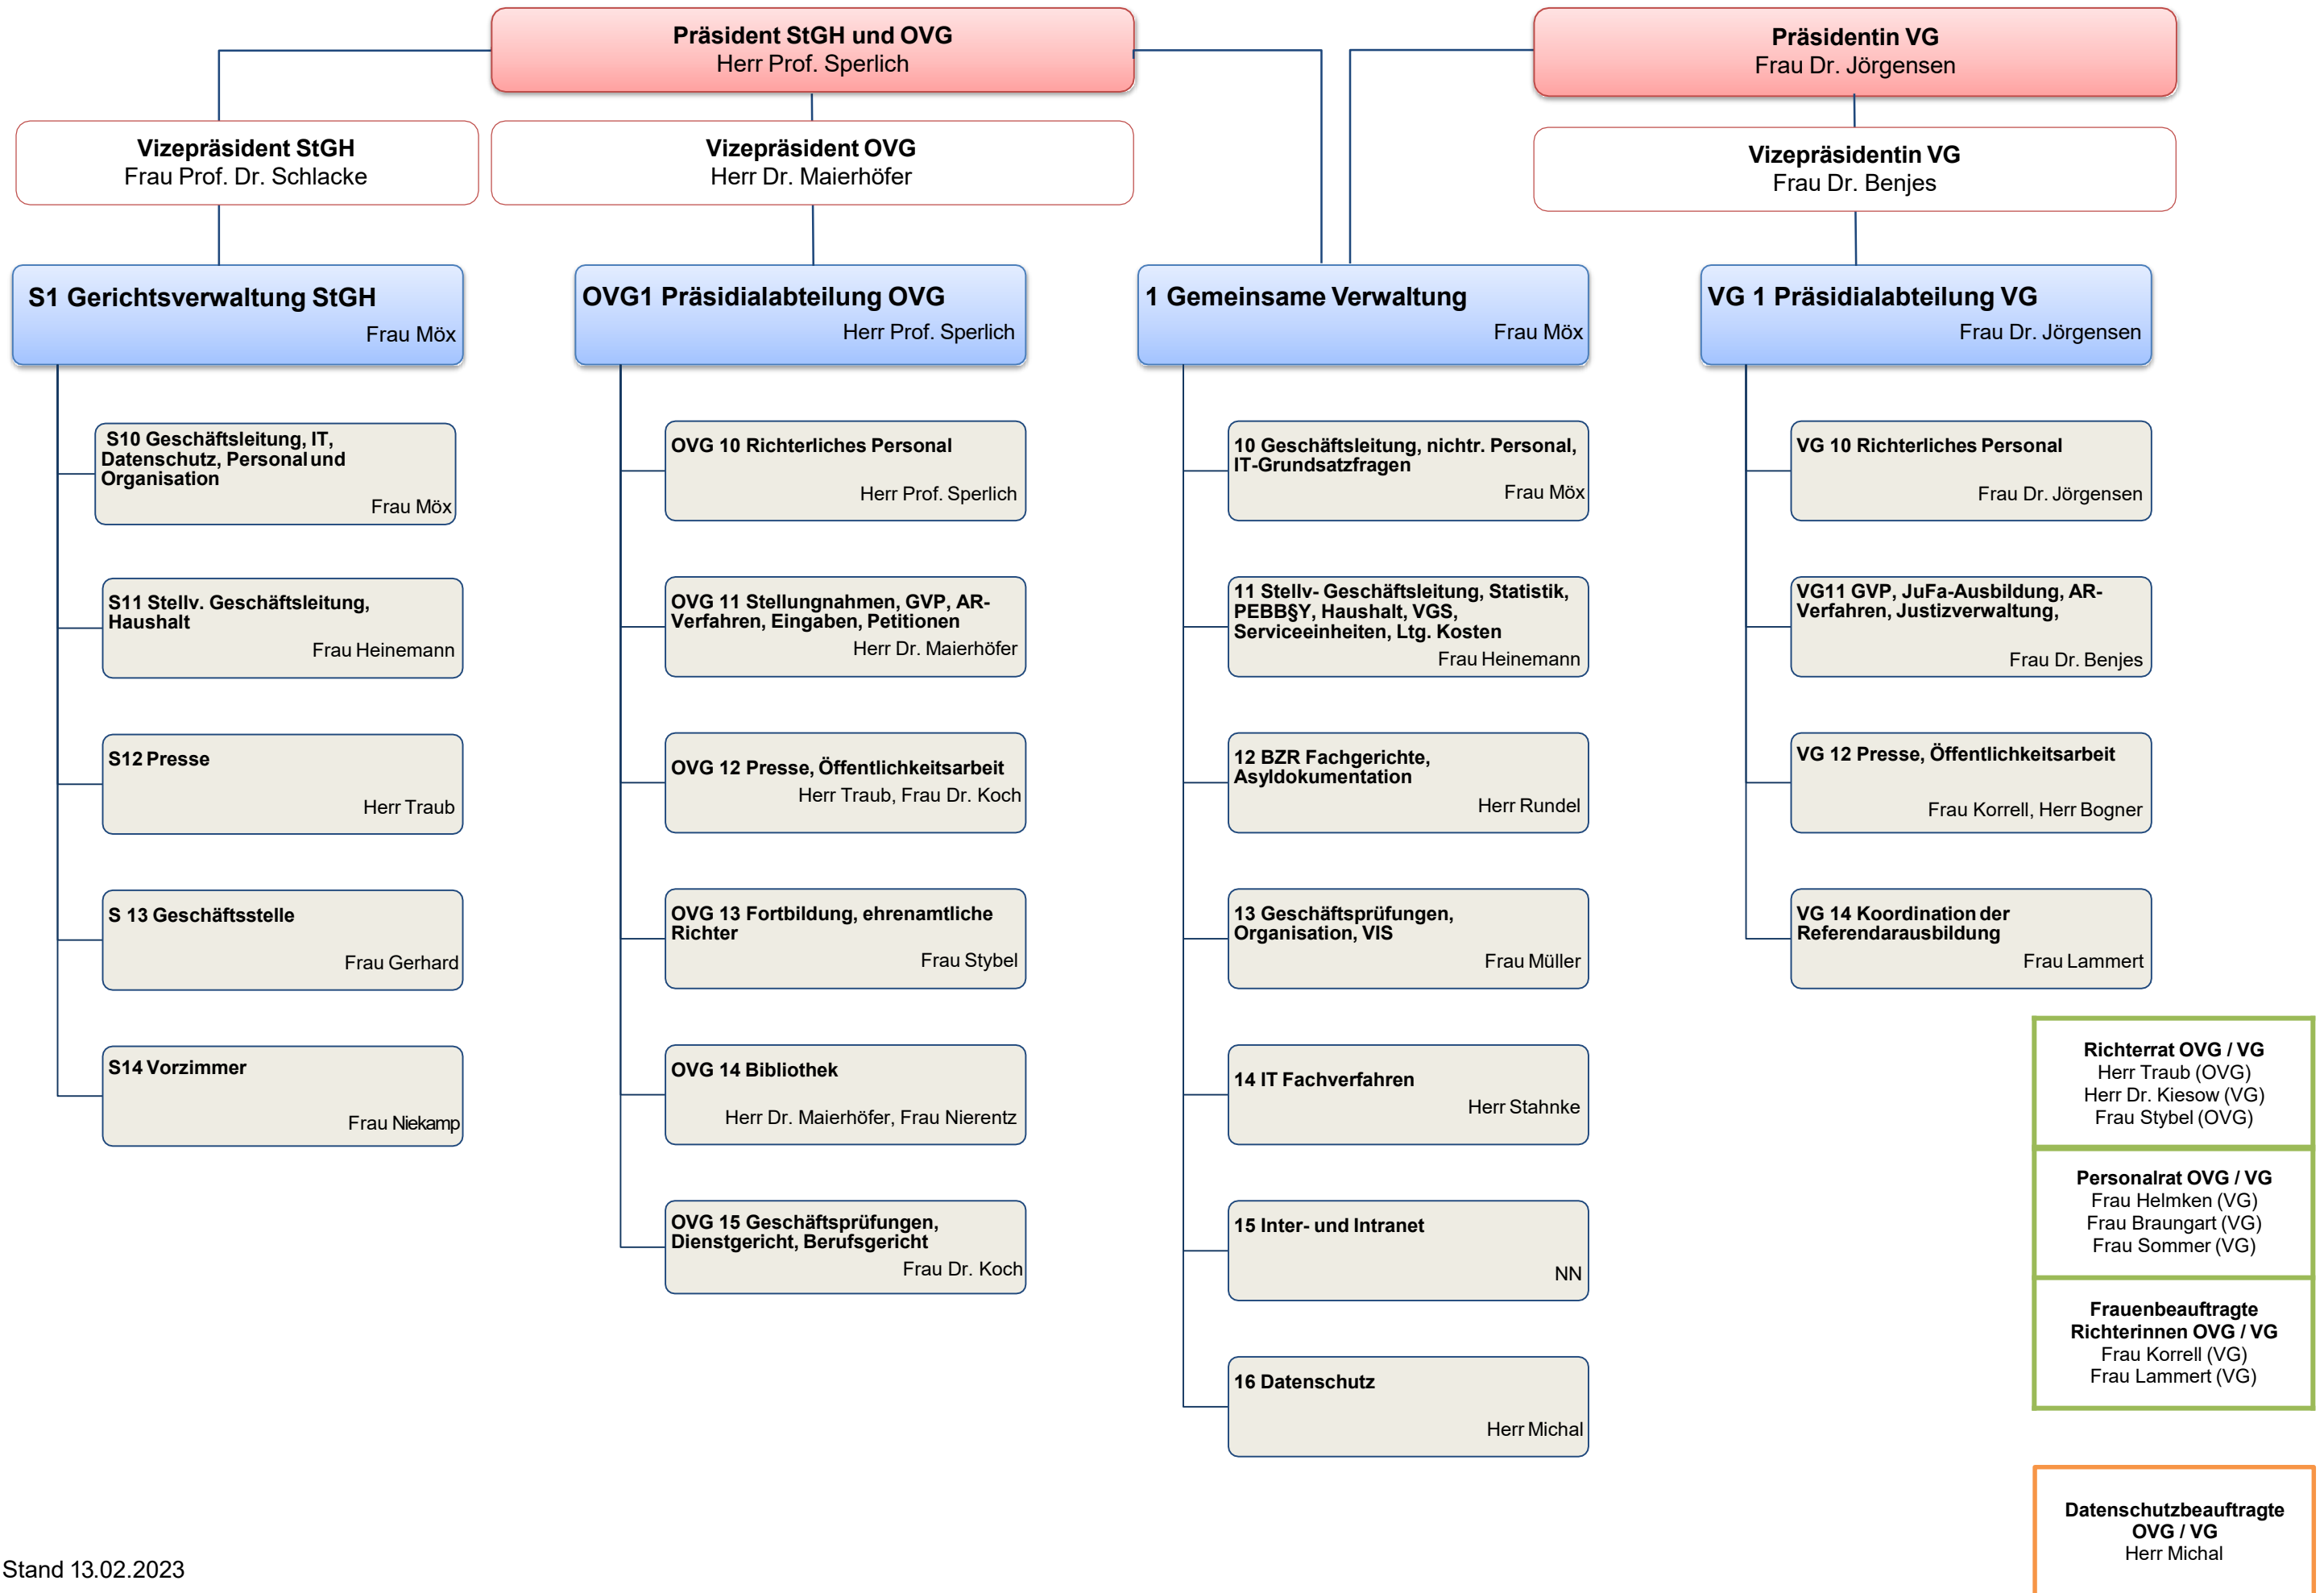 Präsident StGH und OVG
Herr Prof. Sperlich
Präsidentin VG
Frau Dr. Jörgensen
Vizepräsident StGH
Frau Prof. Dr. Schlacke
Vizepräsident OVG
Herr Dr. Maierhöfer
Vizepräsidentin VG
Frau Dr. Benjes
S1 Gerichtsverwaltung StGH
Frau Möx
S10 Geschäftsleitung, IT,
Datenschutz, Personal und
Organisation
Frau Möx
S11 Stellv. Geschäftsleitung,
Haushalt
Frau Heinemann
S12 Presse
Herr Traub
S 13 Geschäftsstelle
Frau Gerhard
S14 Vorzimmer
Frau Niekamp
OVG1 Präsidialabteilung OVG
Herr Prof. Sperlich
OVG 10 Richterliches Personal
Herr Prof. Sperlich
OVG 11 Stellungnahmen, GVP, AR-
Verfahren, Eingaben, Petitionen
Herr Dr. Maierhöfer
OVG 12 Presse, Öffentlichkeitsarbeit
Herr Traub, Frau Dr. Koch
OVG 13 Fortbildung, ehrenamtliche
Richter
Frau Stybel
OVG 14 Bibliothek
Herr Dr. Maierhöfer, Frau Nierentz
OVG 15 Geschäftsprüfungen,
Dienstgericht, Berufsgericht
Frau Dr. Koch
1 Gemeinsame Verwaltung
Frau Möx
10 Geschäftsleitung, nichtr. Personal,
IT-Grundsatzfragen
Frau Möx
11 Stellv- Geschäftsleitung, Statistik,
PEBB§Y, Haushalt, VGS,
Serviceeinheiten, Ltg. Kosten
Frau Heinemann
12 BZR Fachgerichte,
Asyldokumentation
Herr Rundel
13 Geschäftsprüfungen,
Organisation, VIS
Frau Müller
14 IT Fachverfahren
Herr Stahnke
15 Inter- und Intranet
NN
16 Datenschutz
Herr Michal
VG 1 Präsidialabteilung VG
Frau Dr. Jörgensen
VG 10 Richterliches Personal
Frau Dr. Jörgensen
VG11 GVP, JuFa-Ausbildung, AR-
Verfahren, Justizverwaltung,
Frau Dr. Benjes
VG 12 Presse, Öffentlichkeitsarbeit
Frau Korrell, Herr Bogner
VG 14 Koordination der
Referendarausbildung
Frau Lammert
Richterrat OVG / VG
Herr Traub (OVG)
Herr Dr. Kiesow (VG)
Frau Stybel (OVG)
Personalrat OVG / VG
Frau Helmken (VG)
Frau Braungart (VG)
Frau Sommer (VG)
Frauenbeauftragte
Richterinnen OVG / VG
Frau Korrell (VG)
Frau Lammert (VG)
Datenschutzbeauftragte
OVG / VG
Herr Michal
Stand 13.02.2023